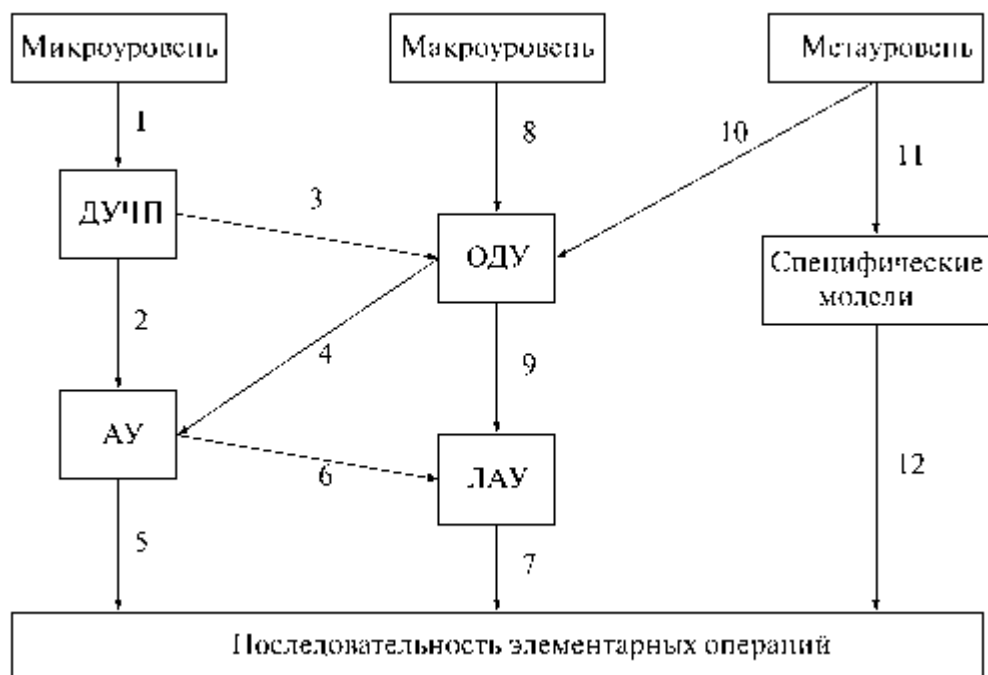 Микроуровень
Макроуровень
Метауровень
1
8
10
11
ДУЧП
3
ОДУ
Специфические
модели
2
4
9
АУ
6
ЛАУ
12
5
7
Последовательность элементарных операций